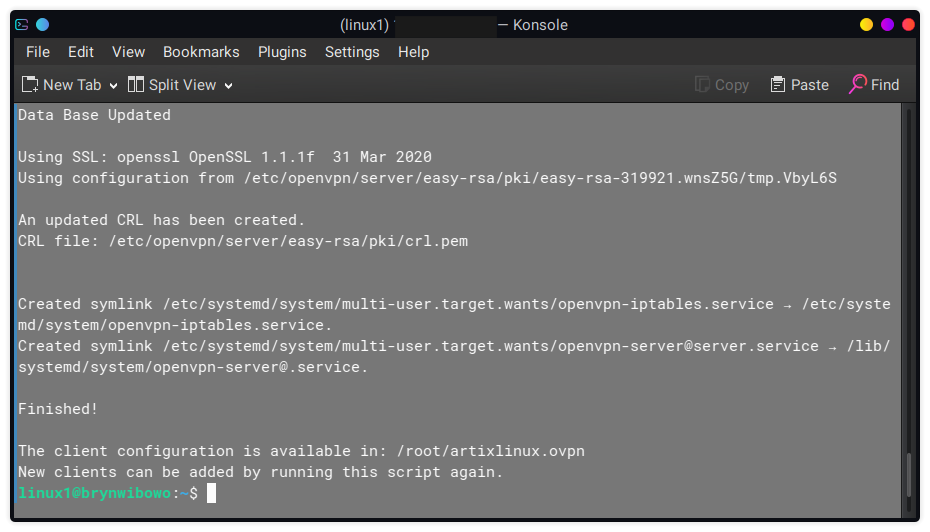 (linux1) — Konsole
File Edit View Bookmarks Plugins Settings Help
New Tab Split View Copy Paste Find
Data Base Updated
Using SSL: openssl OpenSSL 1.1.1f  31 Mar 2020
Using configuration from /etc/openvpn/server/easy-rsa/pki/easy-rsa-319921.wnsZ5G/tmp.VbyL6S
An updated CRL has been created.
CRL file: /etc/openvpn/server/easy-rsa/pki/crl.pem
Created symlink /etc/systemd/system/multi-user.target.wants/openvpn-iptables.service → /etc/syste
md/system/openvpn-iptables.service.
Created symlink /etc/systemd/system/multi-user.target.wants/openvpn-server@server.service → /lib/
systemd/system/openvpn-server@.service.
Finished!
The client configuration is available in: /root/artixlinux.ovpn
New clients can be added by running this script again.
linux1@brynwibowo:~$